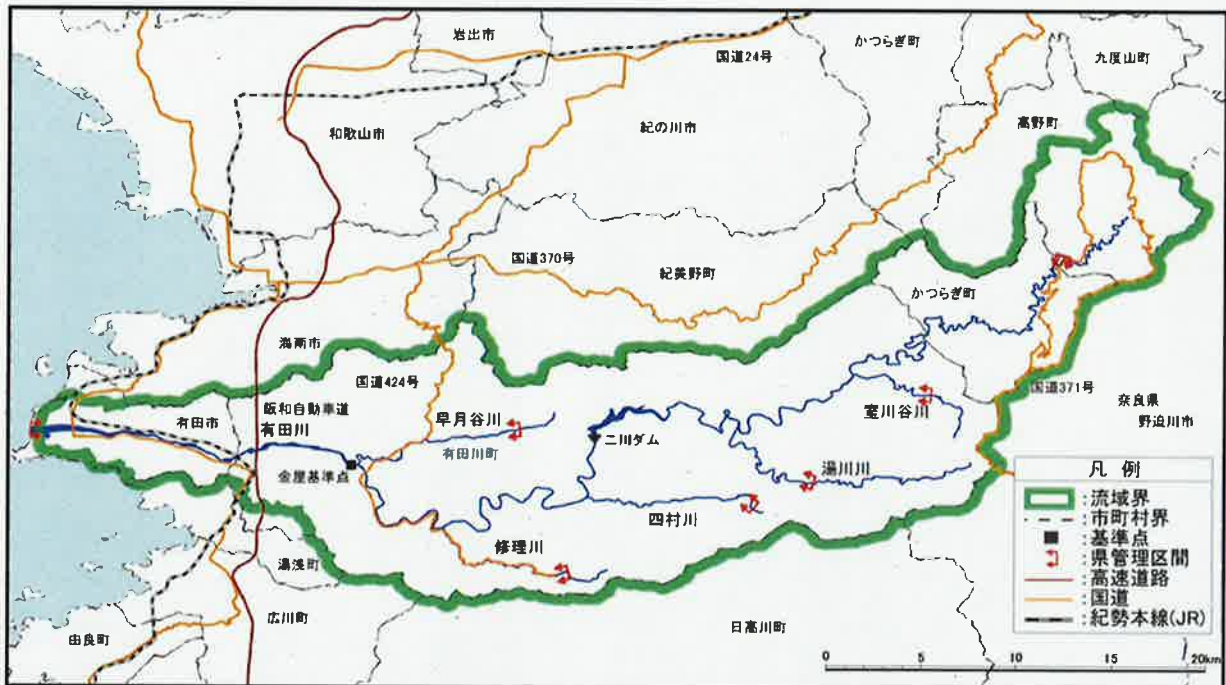 岩出市
かつらぎ町
九度山町
国道24号
和歌山市
紀の川市
高野町
国道370号
紀美野町
かつらぎ町
海南市
国道424号
国道371号
奈良県
野迫川市
有田市
阪和自動車道
有田川
早月谷川
室川谷川
二川ダム
有田川町
金屋基準点
湯川川
四村川
修理川
湯浅町
広川町
由良町
日高川町
凡 例
:流域界
:市町村界
:基準点
:県管理区間
:高速道路
:国道
:紀勢本線(JR)
0 5 10 15 20km